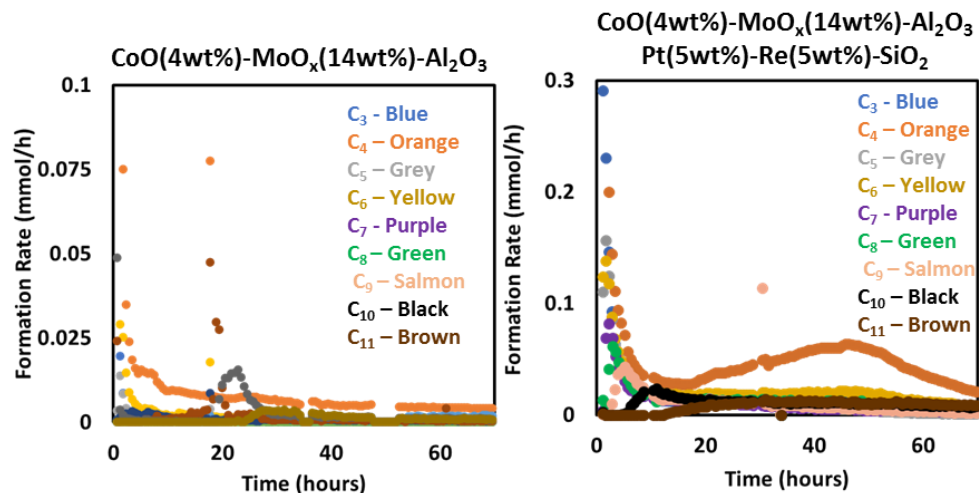 CoO(4wt%)-MoOₓ(14wt%)-Al₂O₃
Formation Rate (mmol/h)
0.1
0.075
0.05
0.025
0
C₃ - Blue
C₄ – Orange
C₅ - Grey
C₆ – Yellow
C₇ - Purple
C₈ – Green
C₉ – Salmon
C₁₀ – Black
C₁₁ – Brown
0 20 40 60
Time (hours)
CoO(4wt%)-MoOₓ(14wt%)-Al₂O₃
Pt(5wt%)-Re(5wt%)-SiO₂
Formation Rate (mmol/h)
0.3
0.2
0.1
0
C₃ - Blue
C₄ – Orange
C₅ - Grey
C₆ – Yellow
C₇ - Purple
C₈ – Green
C₉ – Salmon
C₁₀ – Black
C₁₁ – Brown
0 20 40 60
Time (hours)